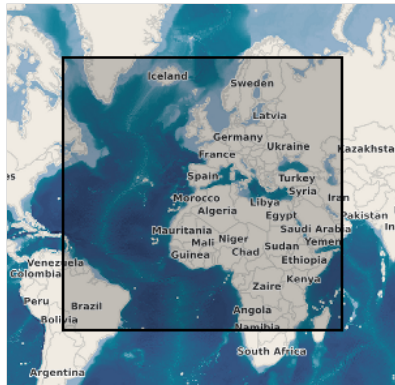 Iceland
Sweden
Latvia
Germany
Ukraine
Kazakhsta
France
es
Spain
Turkey
Syria
Morocco
Libya
Iran
Algeria
Egypt
Pakistan
Mauritania
Saudi Arabia
In
Mali
Niger
Sudan
Yemen
Guinea
Chad
Ethiopia
Venezuela
Colombia
Kenya
Zaire
Peru
Brazil
Angola
Bolivia
Namibia
South Africa
Argentina